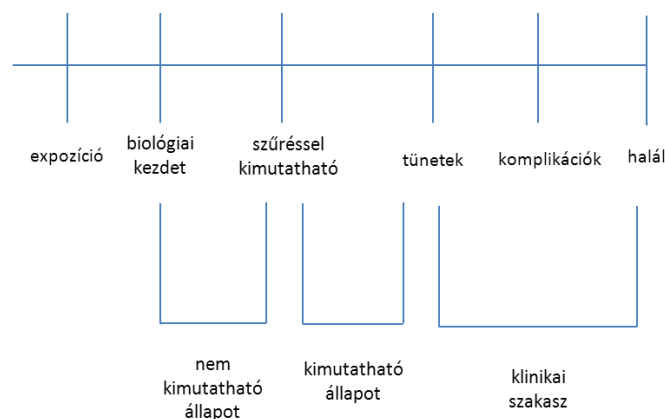 expozíció
biológiai
kezdet
szűréssel
kimutatható
tünetek
komplikációk
halál
nem
kimutatható
állapot
kimutatható
állapot
klinikai
szakasz